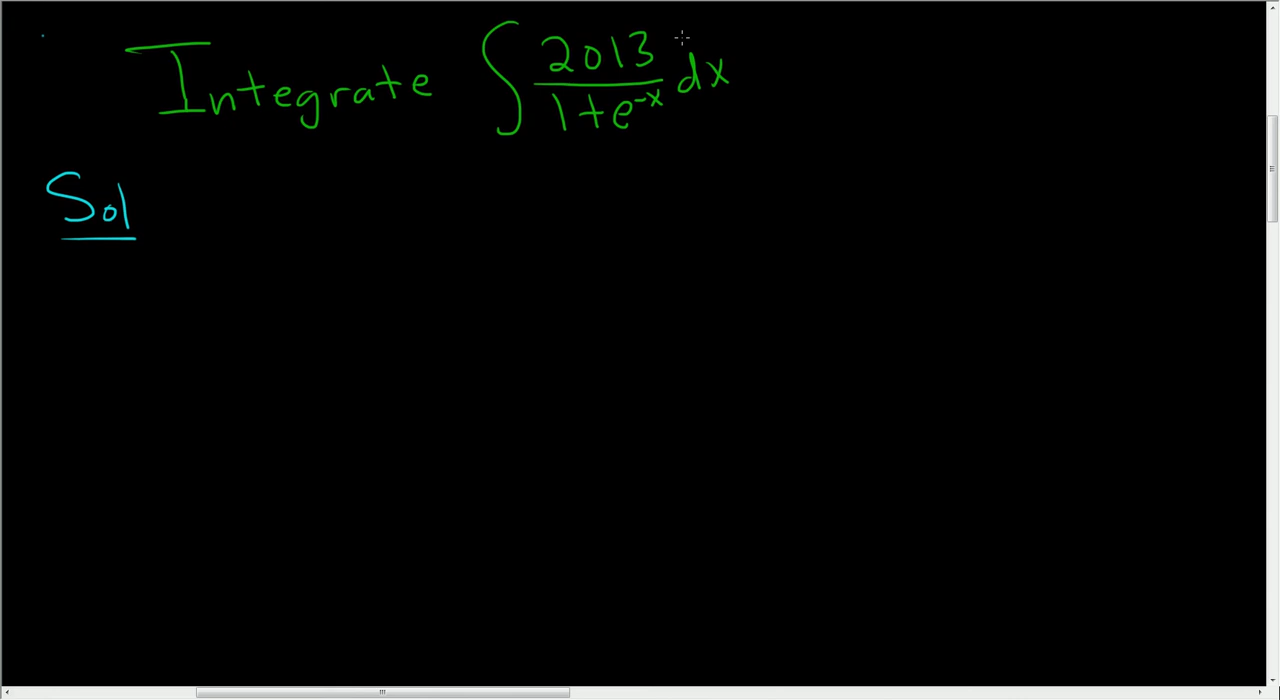 Integrate ∫ 2013/(1+e^{-x}) dx
Sol